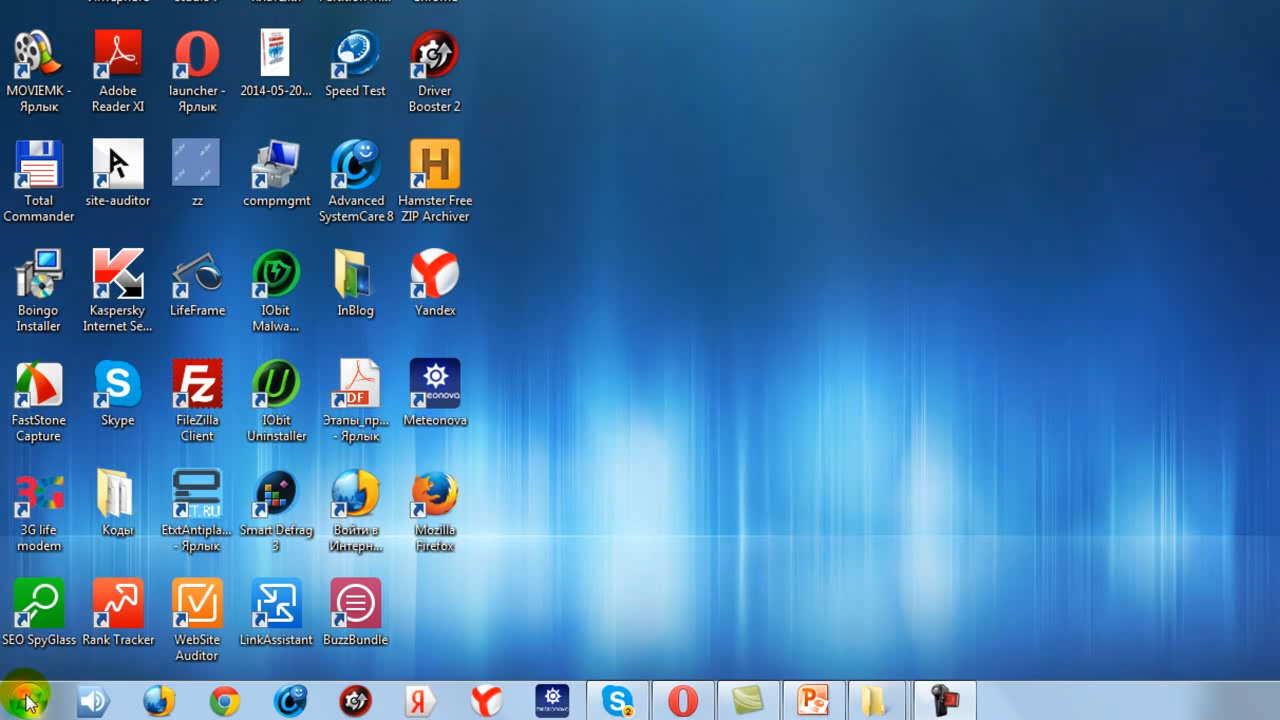 MOVIEMK -
Ярлык
Adobe
Reader XI
launcher -
Ярлык
2014-05-20...
Speed Test
Driver
Booster 2
Total
Commander
site-auditor
zz
compmgmt
Advanced
SystemCare 8
Hamster Free
ZIP Archiver
Boingo
Installer
Kaspersky
Internet Se...
LifeFrame
IObit
Malwa...
InBlog
Yandex
FastStone
Capture
Skype
FileZilla
Client
IObit
Uninstaller
Этапы_пр...
- Ярлык
Meteonova
3G life
modem
Коды
EtxtAntipla...
- Ярлык
Smart Defrag
3
Войти в
Интерн...
Mozilla
Firefox
SEO SpyGlass
Rank Tracker
WebSite
Auditor
LinkAssistant
BuzzBundle